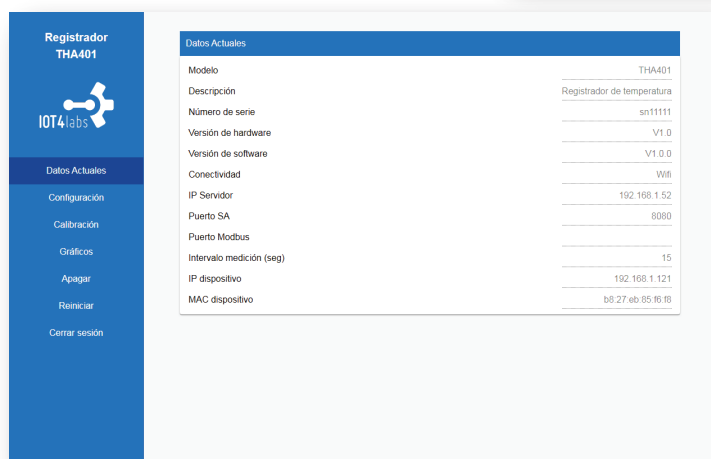 Registrador
THA401
IOT4labs
Datos Actuales
Configuración
Calibración
Gráficos
Apagar
Reiniciar
Cerrar sesión
Datos Actuales
Modelo THA401
Descripción Registrador de temperatura
Número de serie sn11111
Versión de hardware V1.0
Versión de software V1.0.0
Conectividad Wifi
IP Servidor 192.168.1.52
Puerto SA 8080
Puerto Modbus
Intervalo medición (seg) 15
IP dispositivo 192.168.1.121
MAC dispositivo b8:27:eb:85:f6:f8